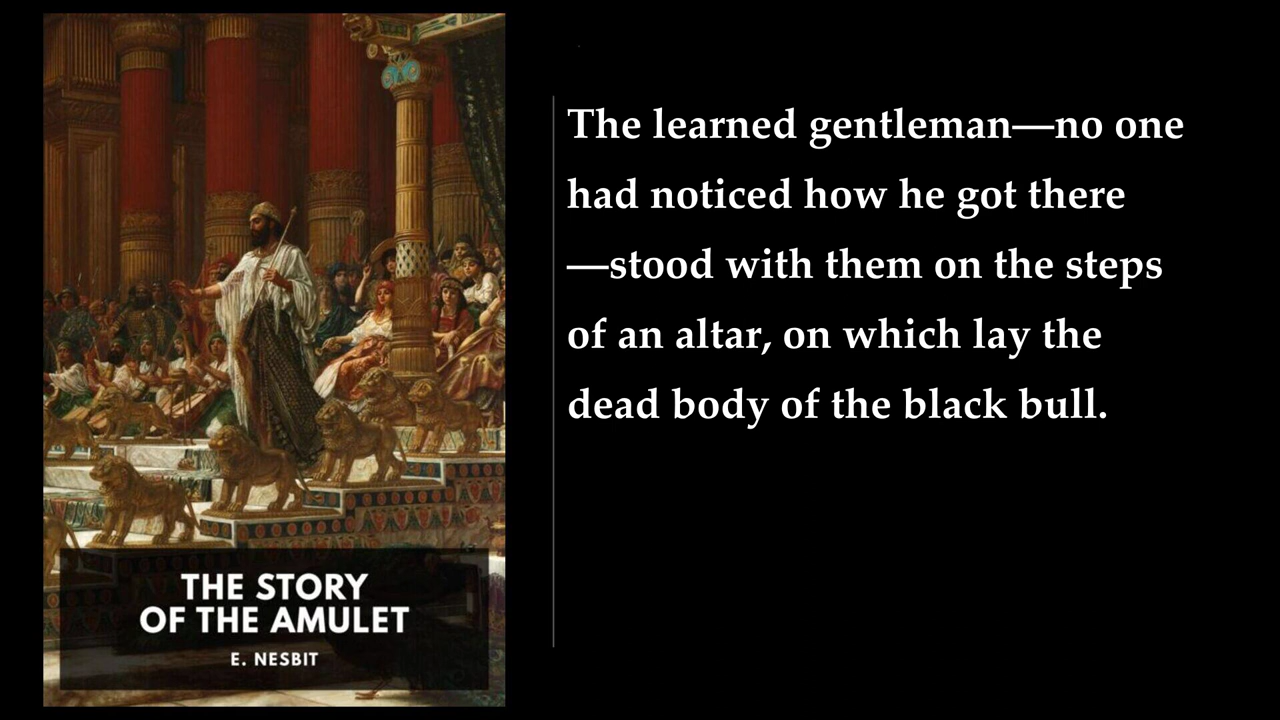 THE STORY
OF THE AMULET
E. NESBIT
The learned gentleman—no one
had noticed how he got there
—stood with them on the steps
of an altar, on which lay the
dead body of the black bull.